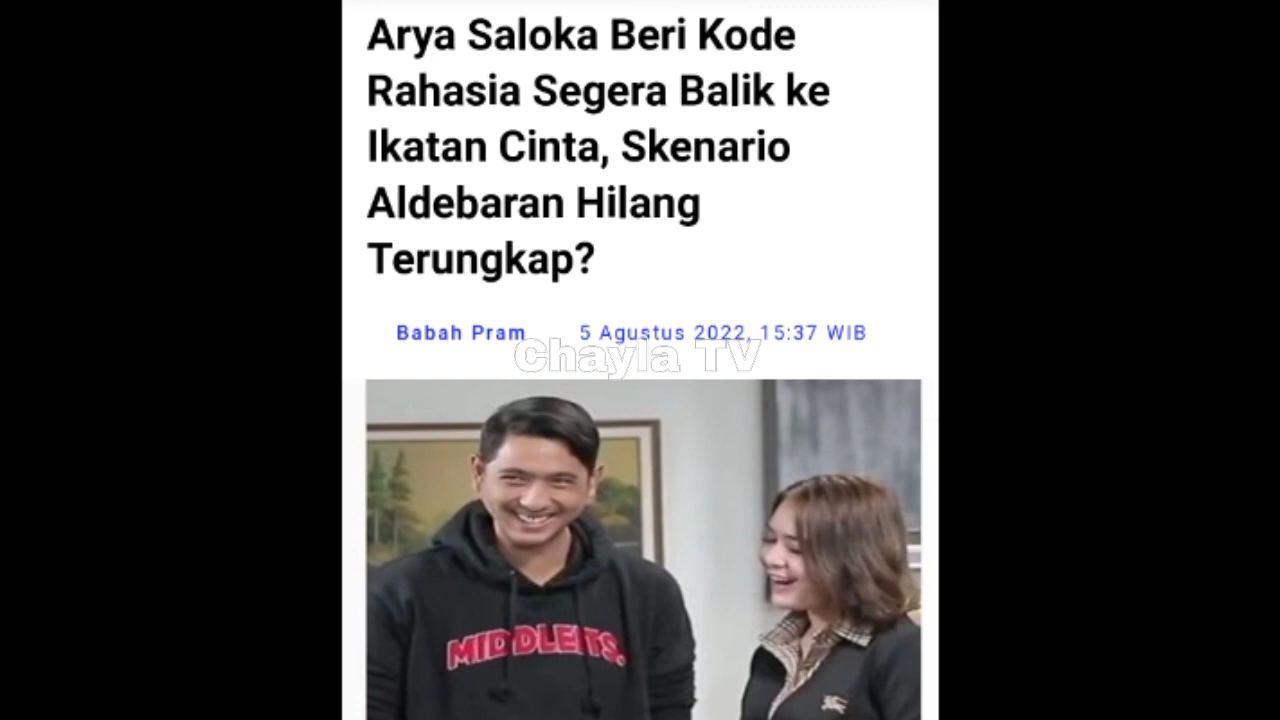 Arya Saloka Beri Kode
Rahasia Segera Balik ke
Ikatan Cinta, Skenario
Aldebaran Hilang
Terungkap?
Babah Pram 5 Agustus 2022, 15:37 WIB
Chayla TV